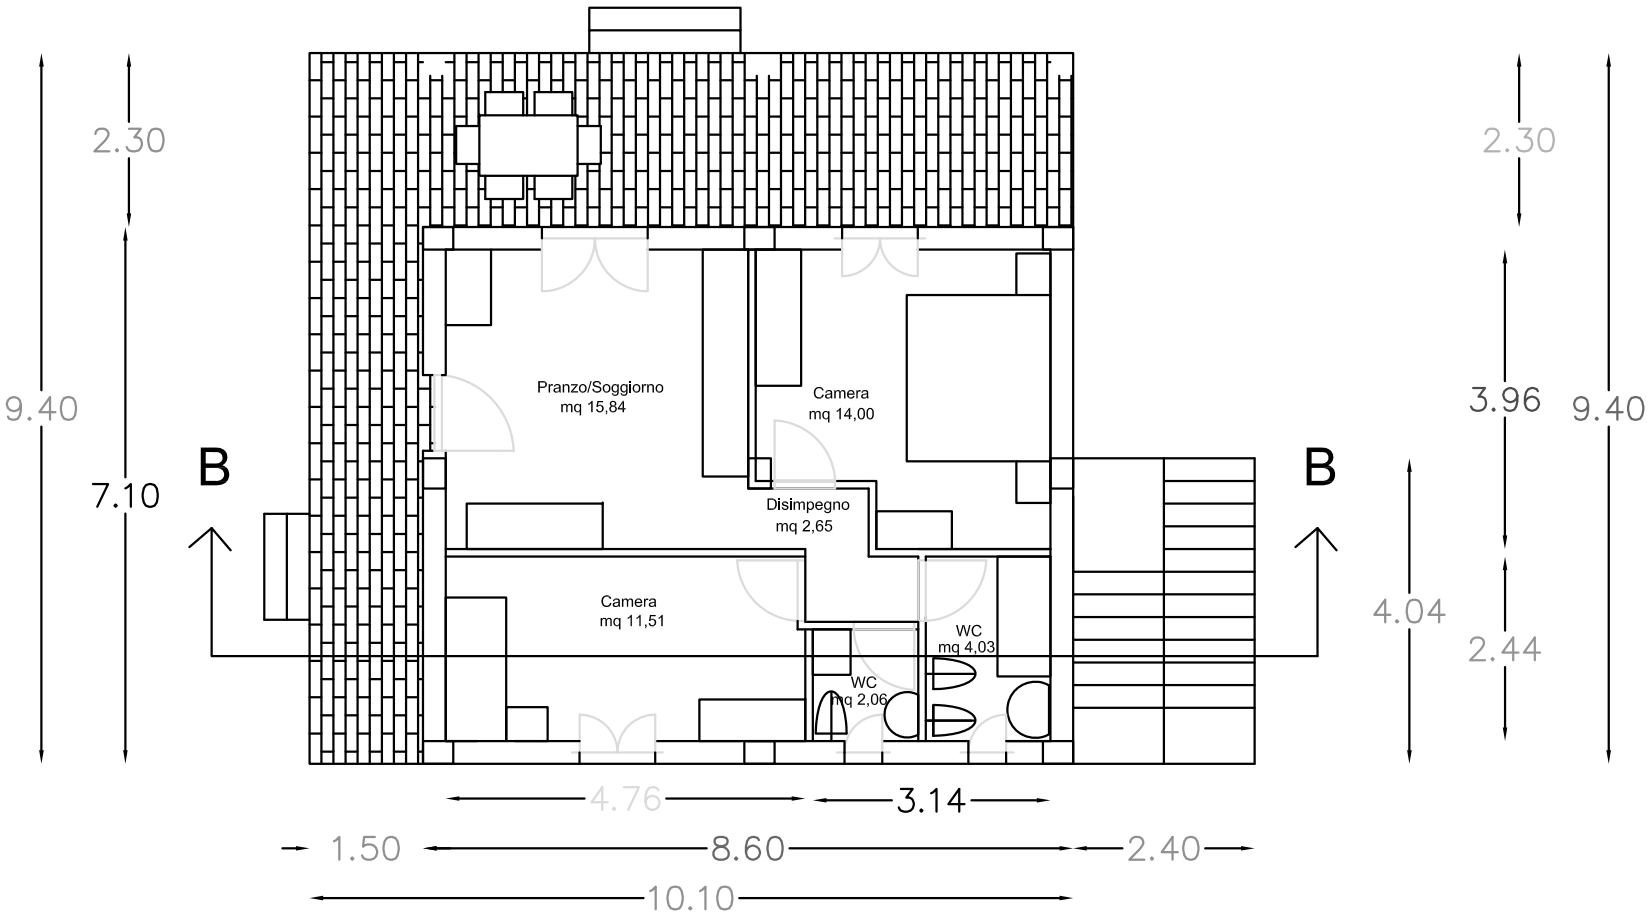 2.30
2.30
Pranzo/Soggiorno
mq 15,84
Camera
mq 14,00
9.40
3.96
9.40
B
B
7.10
Disimpegno
mq 2,65
Camera
mq 11,51
4.04
WC
mq 4,03
2.44
WC
mq 2,06
4.76
3.14
1.50
8.60
2.40
10.10